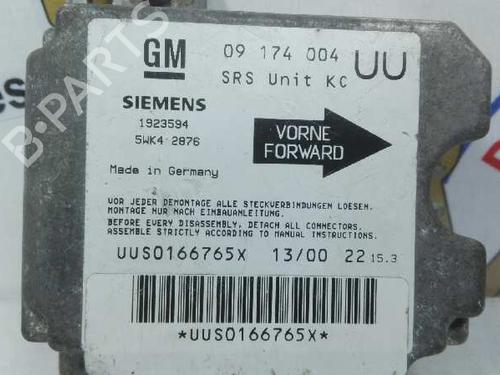 GM 09 174 004 UU
SRS Unit KC
SIEMENS
1923594
5WK4 2876
VORNE
FORWARD
Made in Germany
VOR JEDER DEMONTAGE ALLE STECKVERBINDUNGEN LOESEN.
MONTAGE NUR NACH EINBAUANLEITUNG.
BEFORE EVERY DISASSEMBLY, DETACH ALL CONNECTORS.
ASSEMBLE STRICTLY ACCORDING TO MANUAL INSTRUCTIONS.
UUS0166765X 13/00 22 15.3
*UUS0166765X*
B-PARTS